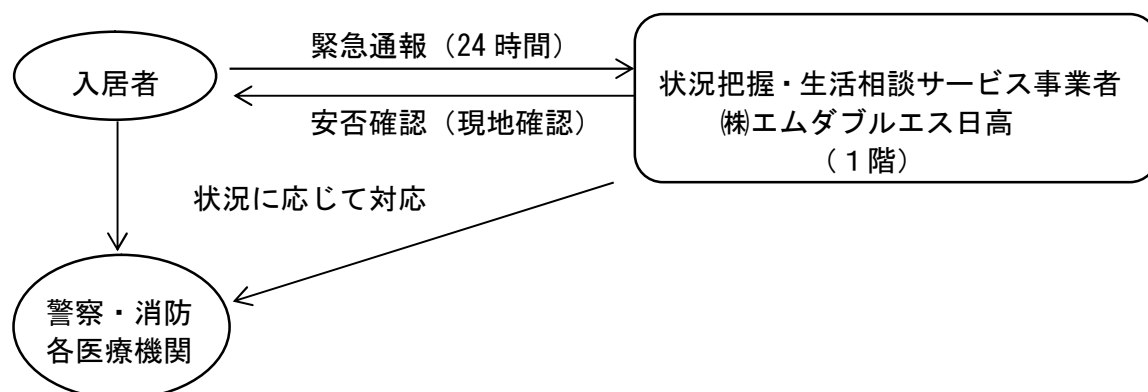 緊急通報（24時間）
入居者
安否確認（現地確認）
状況把握・生活相談サービス事業者
㈱エムダブルエス日高
（１階）
状況に応じて対応
警察・消防
各医療機関